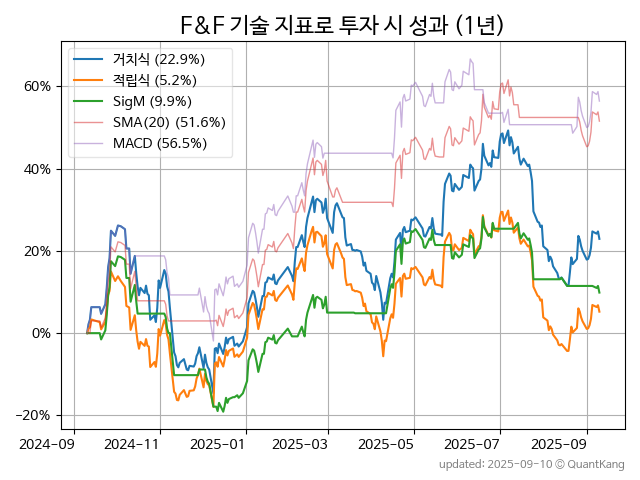 F&F 기술 지표로 투자 시 성과 (1년)
거치식 (22.9%)
적립식 (5.2%)
SigM (9.9%)
SMA(20) (51.6%)
MACD (56.5%)
60%
40%
20%
0%
−20%
2024-09 2024-11 2025-01 2025-03 2025-05 2025-07 2025-09
updated: 2025-09-10 © QuantKang